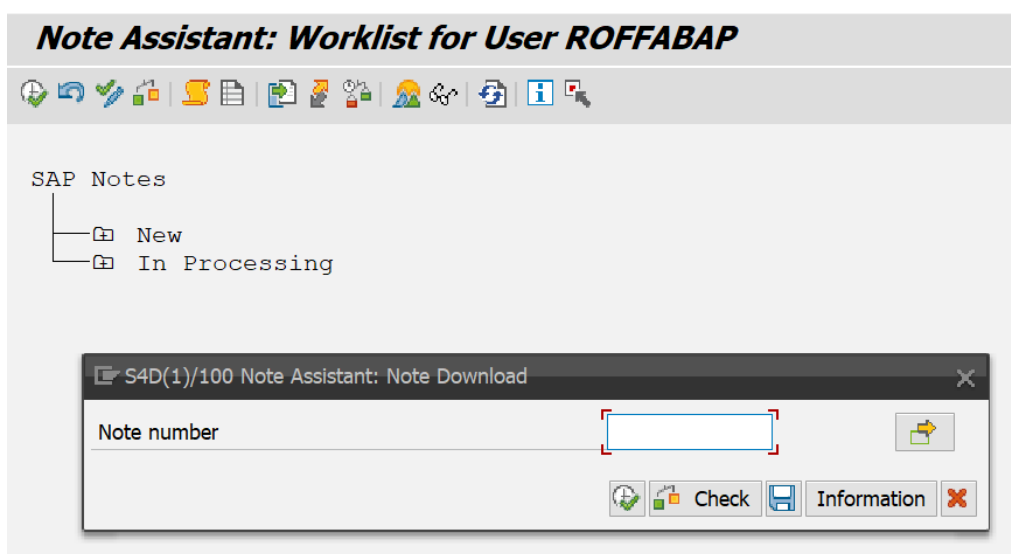 Note Assistant: Worklist for User ROFFABAP
SAP Notes
New
In Processing
S4D(1)/100 Note Assistant: Note Download
Note number
Check Information